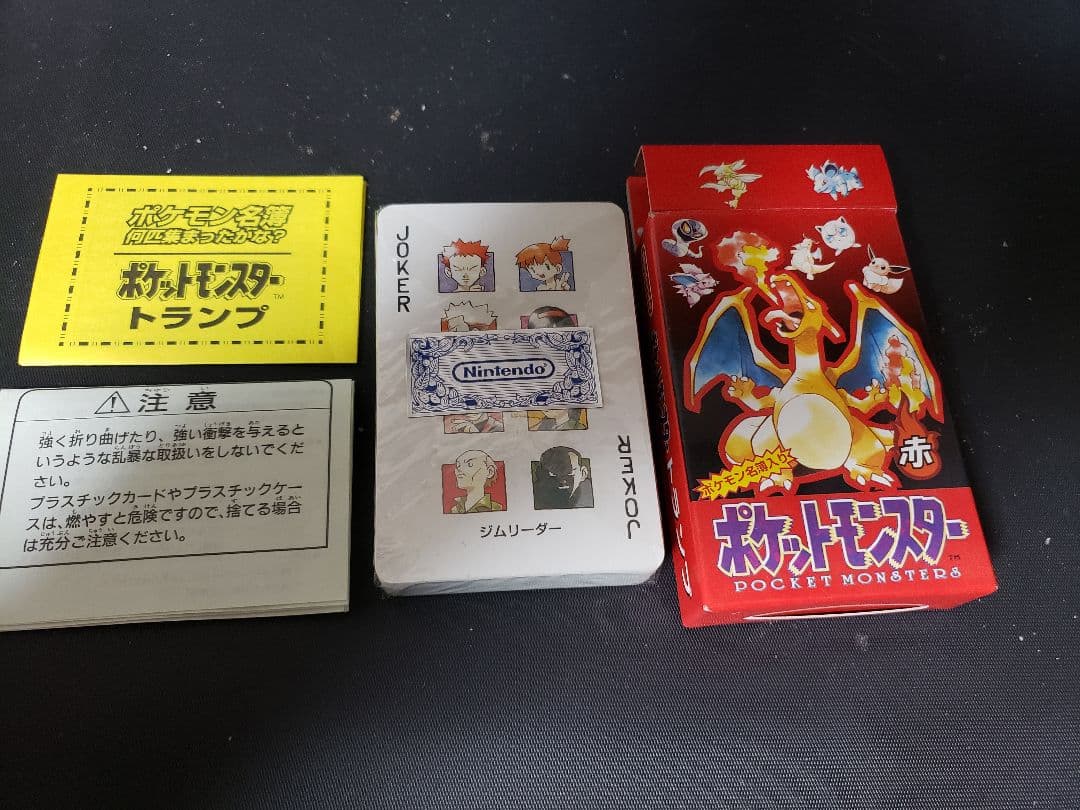 ポケモン名簿
何匹集まったかな?
ポケットモンスター™
トランプ
注意
強く折り曲げたり、強い衝撃を与えると
いうような乱暴な取扱いをしないでくだ
さい。
プラスチックカードやプラスチックケー
スは、燃やすと危険ですので、捨てる場合
は充分ご注意ください。
JOKER
Nintendo
JOKER
ジムリーダー
赤
ポケモン名簿入り
ポケットモンスター™
POCKET MONSTERS